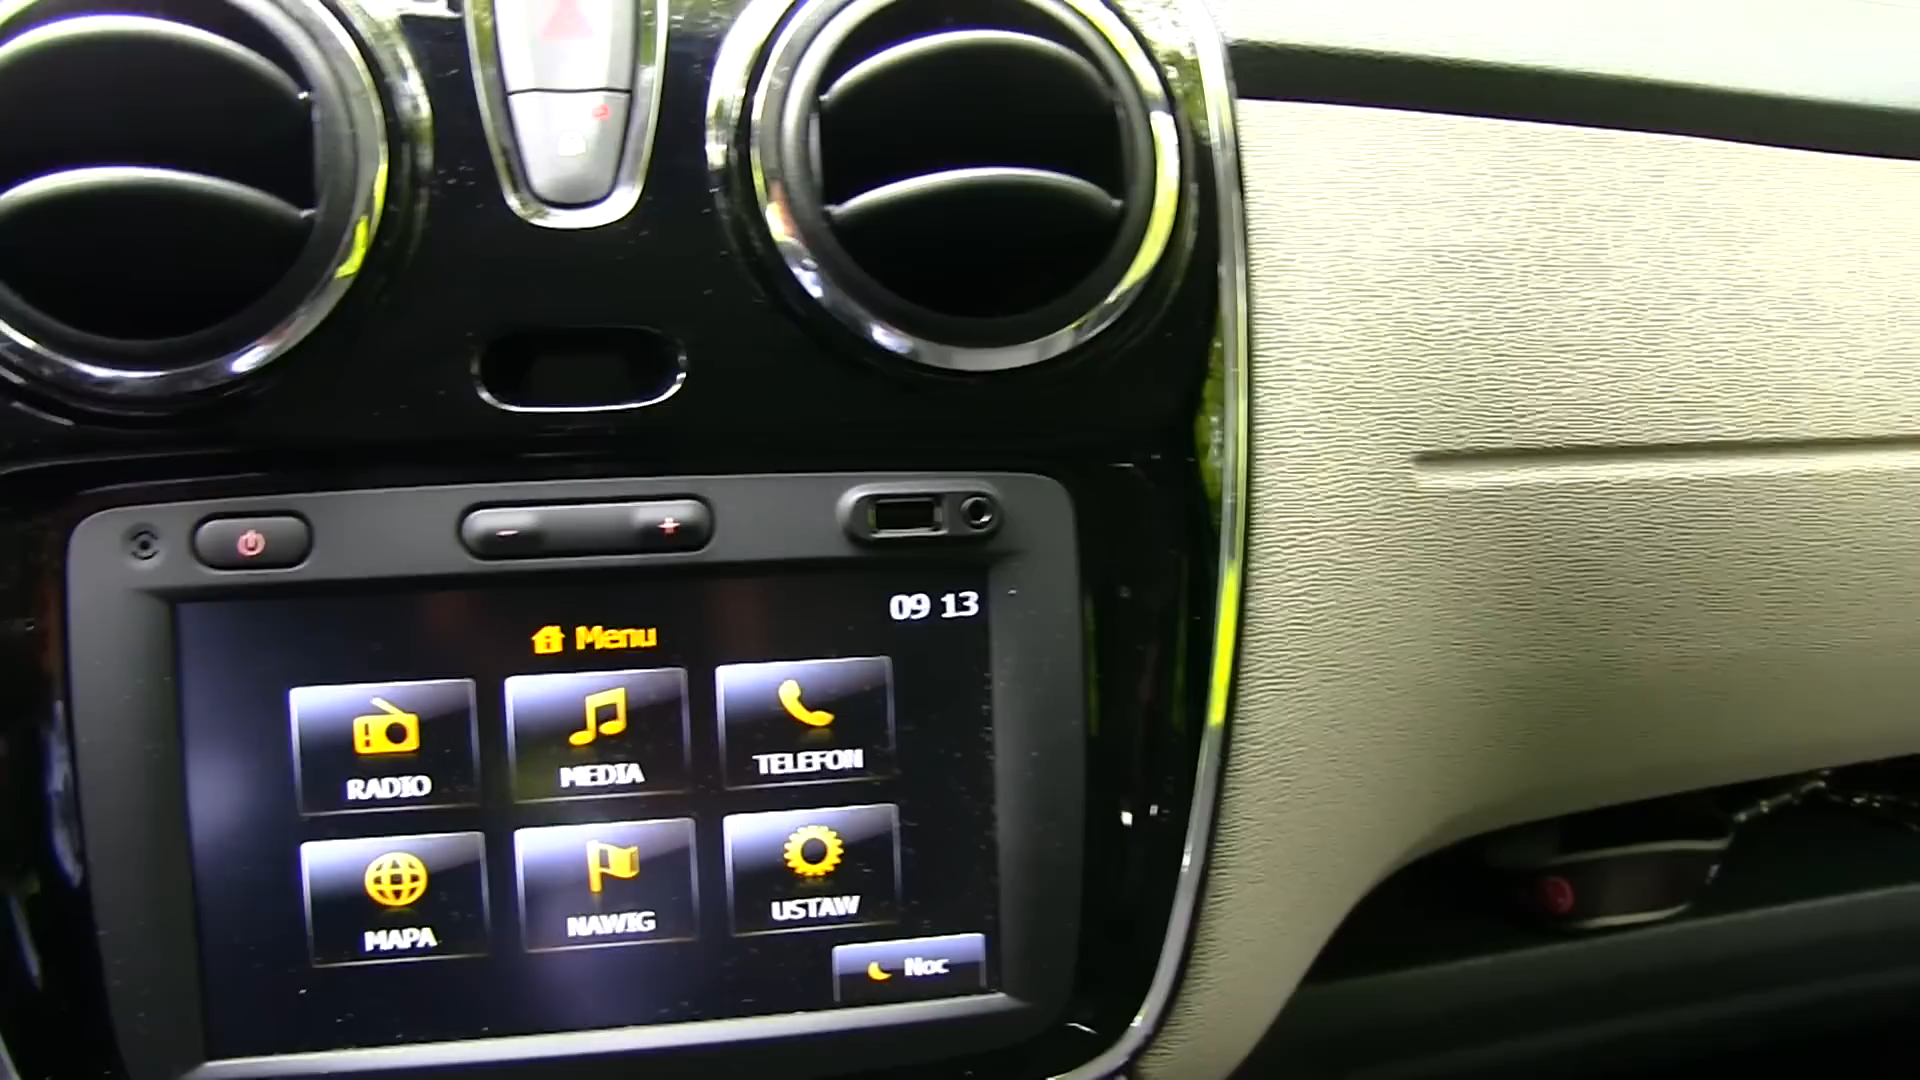 09 13
Menu
RADIO
MEDIA
TELEFON
MAPA
NAWIG
USTAW
Noc